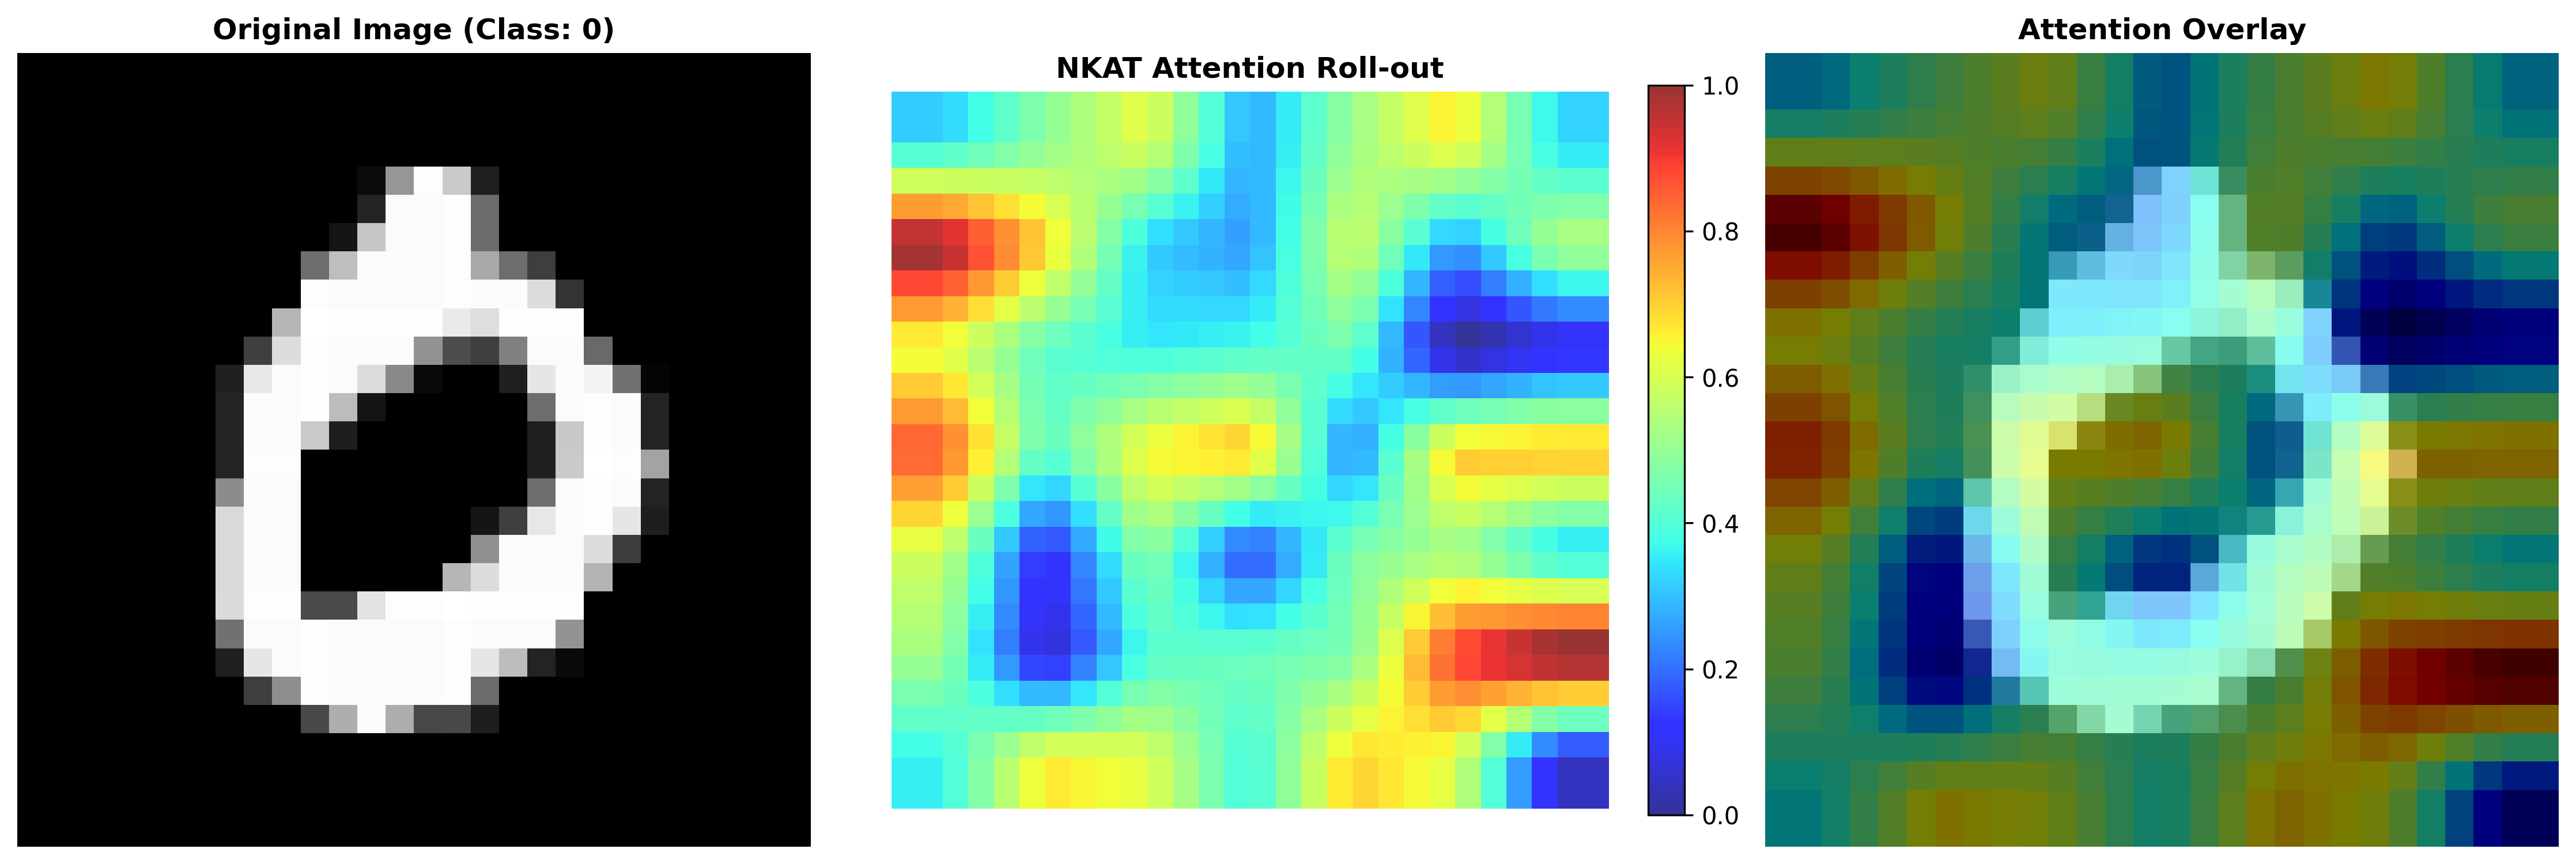 Original Image (Class: 0)
NKAT Attention Roll-out
Attention Overlay
1.0
0.8
0.6
0.4
0.2
0.0